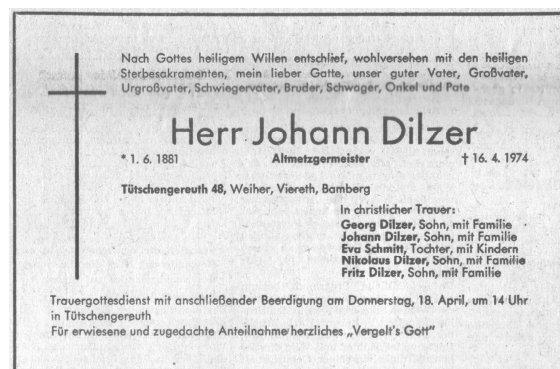 Nach Gottes heiligem Willen entschlief, wohlversehen mit den heiligen
Sterbesakramenten, mein lieber Gatte, unser guter Vater, Großvater,
Urgroßvater, Schwiegervater, Bruder, Schwager, Onkel und Pate
Herr Johann Dilzer
* 1. 6. 1881 Altmetzgermeister † 16. 4. 1974
Tütschengereuth 48, Weiher, Viereth, Bamberg
In christlicher Trauer:
Georg Dilzer, Sohn, mit Familie
Johann Dilzer, Sohn, mit Familie
Eva Schmitt, Tochter, mit Kindern
Nikolaus Dilzer, Sohn, mit Familie
Fritz Dilzer, Sohn, mit Familie
Trauergottesdienst mit anschließender Beerdigung am Donnerstag, 18. April, um 14 Uhr
in Tütschengereuth
Für erwiesene und zugedachte Anteilnahme herzliches „Vergelt's Gott"